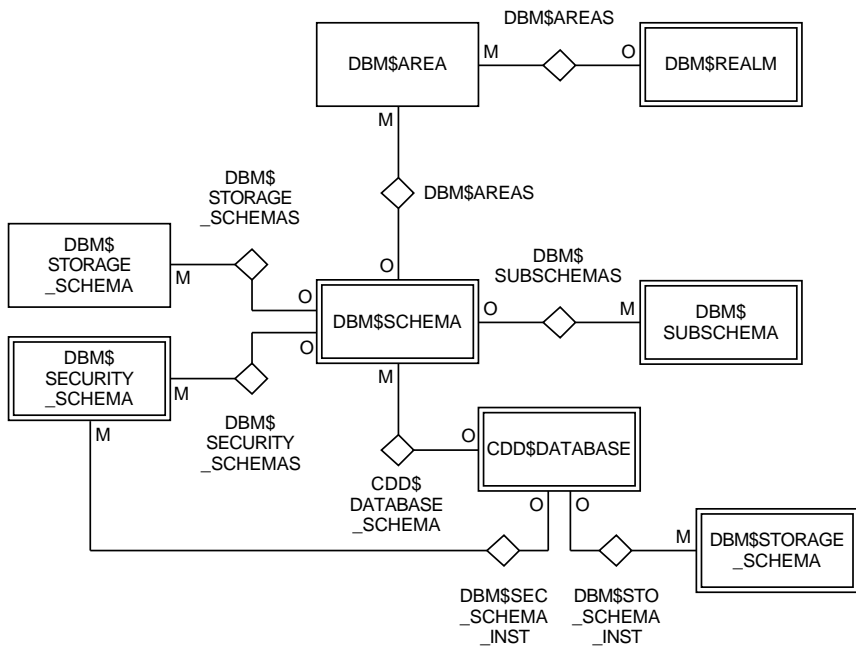 DBM$AREAS
DBM$AREA
M
O
DBM$REALM
M
DBM$
STORAGE
_SCHEMAS
DBM$AREAS
DBM$
STORAGE
_SCHEMA
M
O
O
DBM$
SUBSCHEMAS
DBM$SCHEMA
O
M
DBM$
SUBSCHEMA
DBM$
SECURITY
_SCHEMA
M
O
M
M
DBM$
SECURITY
_SCHEMAS
O
CDD$DATABASE
CDD$
DATABASE
_SCHEMA
O
O
M
DBM$STORAGE
_SCHEMA
DBM$SEC
_SCHEMA
_INST
DBM$STO
_SCHEMA
_INST